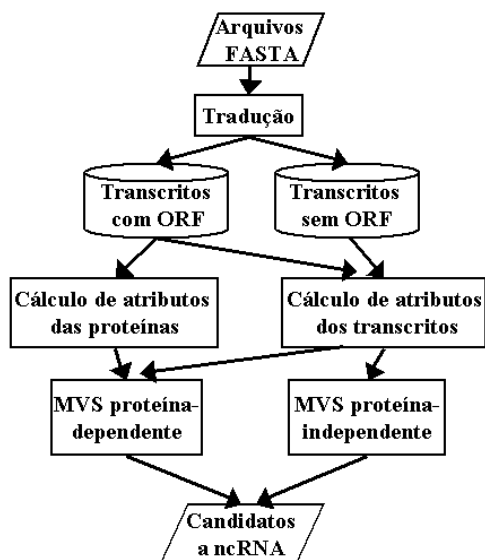 Arquivos
FASTA
Tradução
Transcritos
com ORF
Transcritos
sem ORF
Cálculo de atributos
das proteínas
Cálculo de atributos
dos transcritos
MVS proteína-
dependente
MVS proteína-
independente
Candidatos
a ncRNA